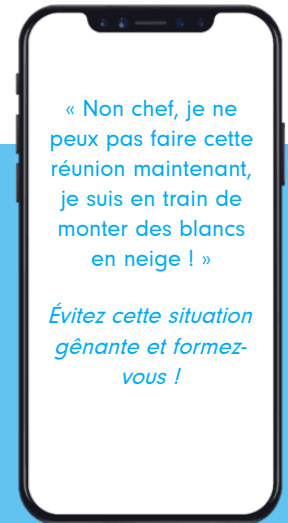 « Non chef, je ne
peux pas faire cette
réunion maintenant,
je suis en train de
monter des blancs
en neige ! »
Évitez cette situation
gênante et formez-
vous !